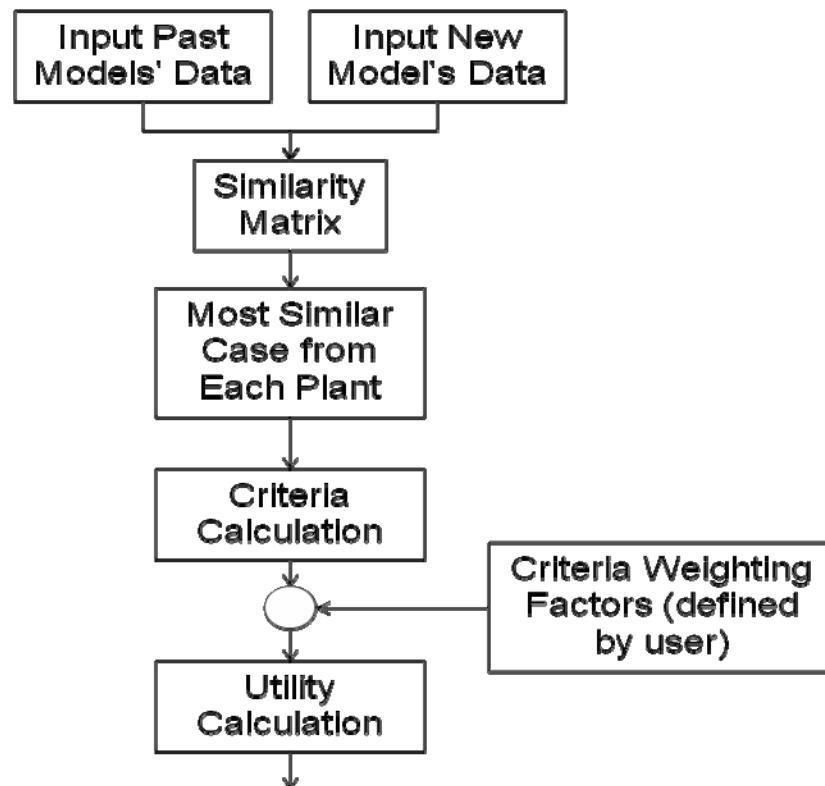 Input Past
Models' Data
Input New
Model's Data
Similarity
Matrix
Most Similar
Case from
Each Plant
Criteria
Calculation
Criteria Weighting
Factors (defined
by user)
Utility
Calculation